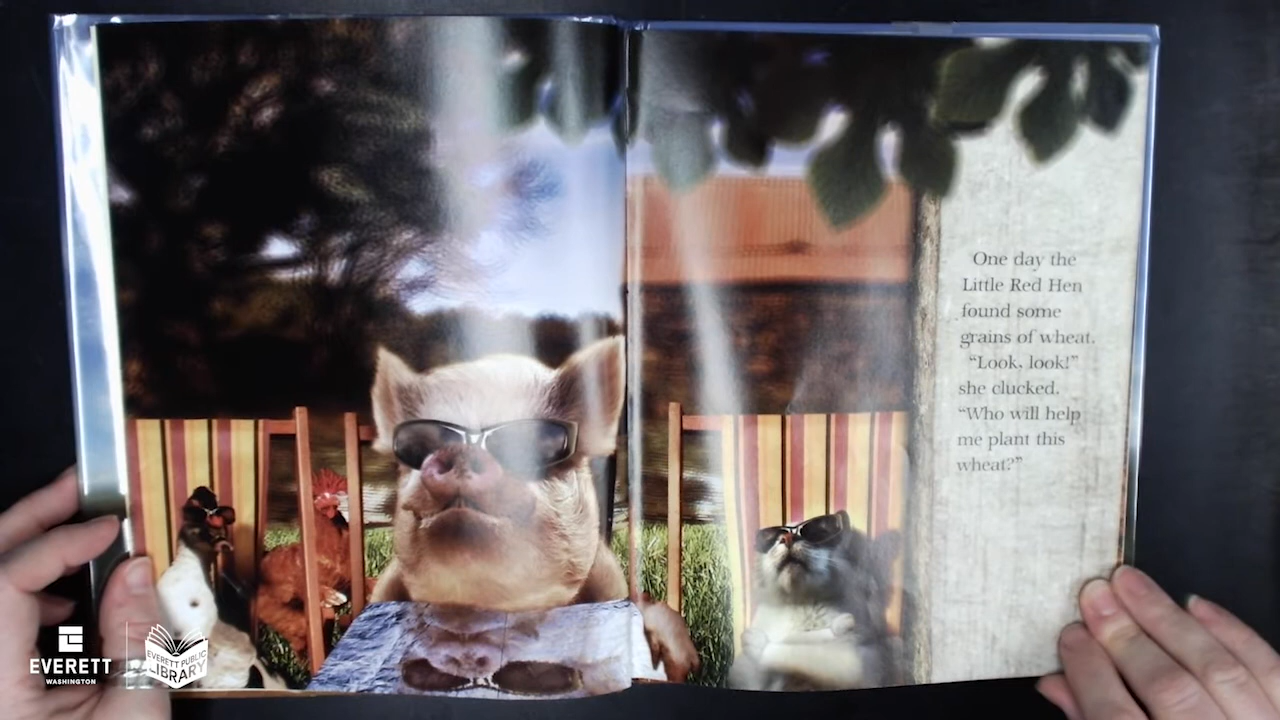 One day the
Little Red Hen
found some
grains of wheat.
"Look, look!"
she clucked.
"Who will help
me plant this
wheat?"
EVERETT
WASHINGTON
EVERETT PUBLIC
LIBRARY